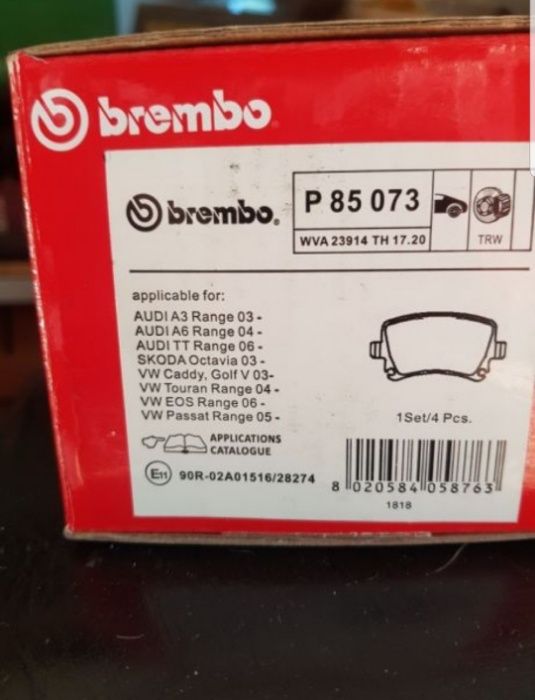 brembo
brembo.
P 85 073
WVA 23914 TH 17.20
TRW
applicable for:
AUDI A3 Range 03 -
AUDI A6 Range 04 -
AUDI TT Range 06 -
SKODA Octavia 03 -
VW Caddy, Golf V 03-
VW Touran Range 04 -
VW EOS Range 06 -
VW Passat Range 05 -
1Set/4 Pcs.
APPLICATIONS
CATALOGUE
E11 90R-02A01516/28274
8 020584 058763
1818